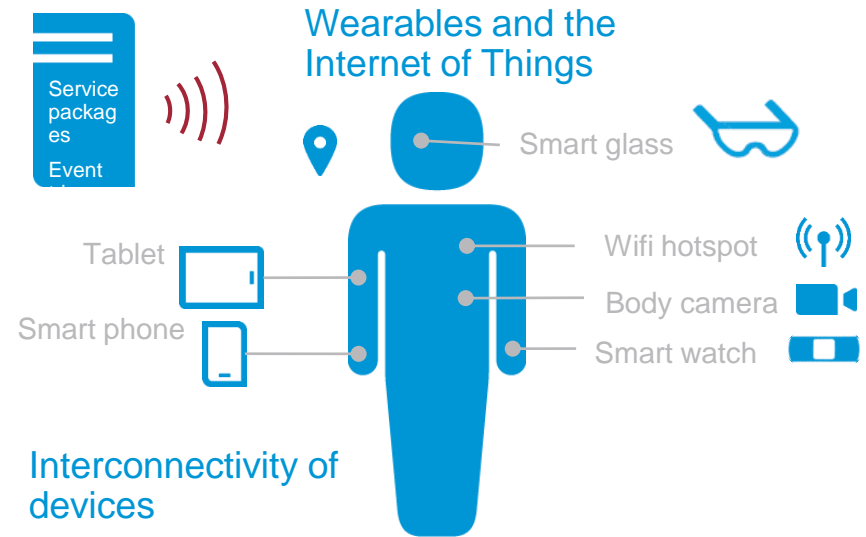 Wearables and the
Internet of Things
Service
packag
es
Event
Smart glass
Tablet
Wifi hotspot
Body camera
Smart phone
Smart watch
Interconnectivity of
devices